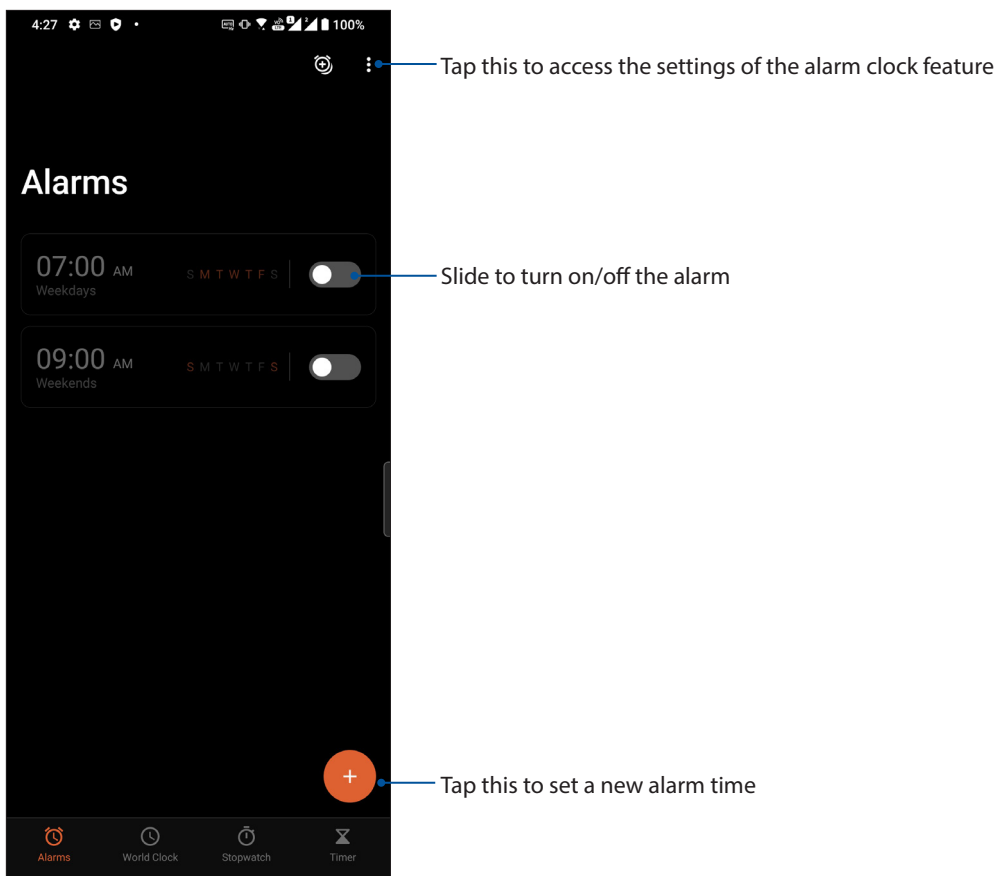 4:27 100%
Tap this to access the settings of the alarm clock feature
Alarms
07:00 AM S M T W T F S
Weekdays
Slide to turn on/off the alarm
09:00 AM S M T W T F S
Weekends
+
Tap this to set a new alarm time
Alarms World Clock Stopwatch Timer